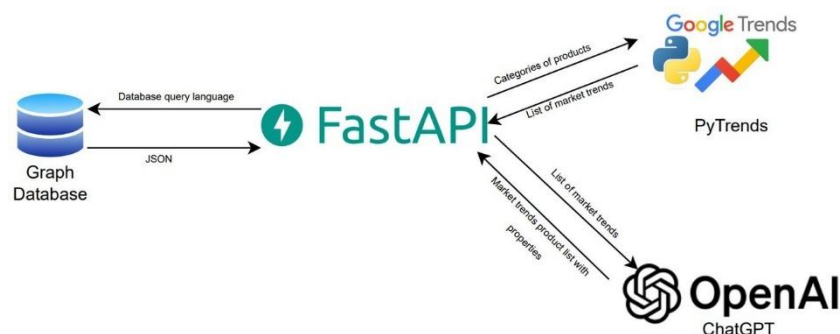 Google Trends
Categories of products
Database query language
FastAPI
List of market trends
PyTrends
JSON
Graph
Database
List of market trends
Market trends product list with
properties
OpenAI
ChatGPT